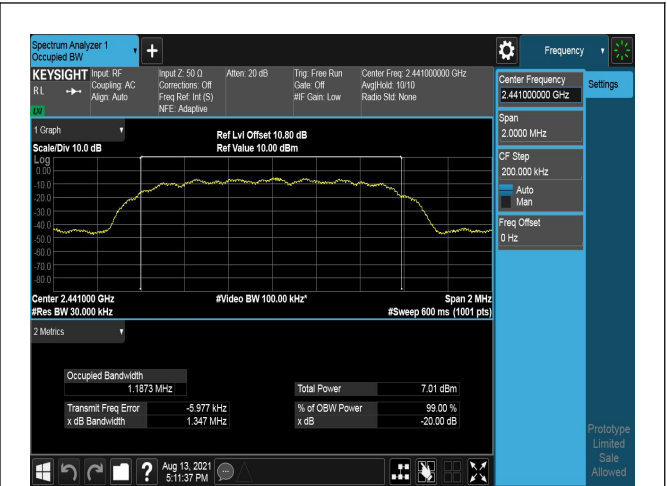 Spectrum Analyzer 1
Occupied BW
+
Frequency
KEYSIGHT
RL
Input: RF
Coupling: AC
Align: Auto
Input Z: 50 Ω
Corrections: Off
Freq Ref: Int (S)
NFE: Adaptive
Atten: 20 dB
Trig: Free Run
Gate: Off
#IF Gain: Low
Center Freq: 2.441000000 GHz
Avg|Hold: 10/10
Radio Std: None
Center Frequency
2.441000000 GHz
Settings
Span
2.0000 MHz
CF Step
200.000 kHz
Auto
Man
Freq Offset
0 Hz
1 Graph
Scale/Div 10.0 dB
Ref Lvl Offset 10.80 dB
Ref Value 10.00 dBm
Log
0.00
-10.0
-20.0
-30.0
-40.0
-50.0
-60.0
-70.0
-80.0
Center 2.441000 GHz
#Res BW 30.000 kHz
#Video BW 100.00 kHz*
Span 2 MHz
#Sweep 600 ms (1001 pts)
2 Metrics
Occupied Bandwidth
1.1873 MHz
Total Power 7.01 dBm
Transmit Freq Error -5.977 kHz
% of OBW Power 99.00 %
x dB Bandwidth 1.347 MHz
x dB -20.00 dB
Prototype
Limited
Sale
Allowed
?
Aug 13, 2021
5:11:37 PM